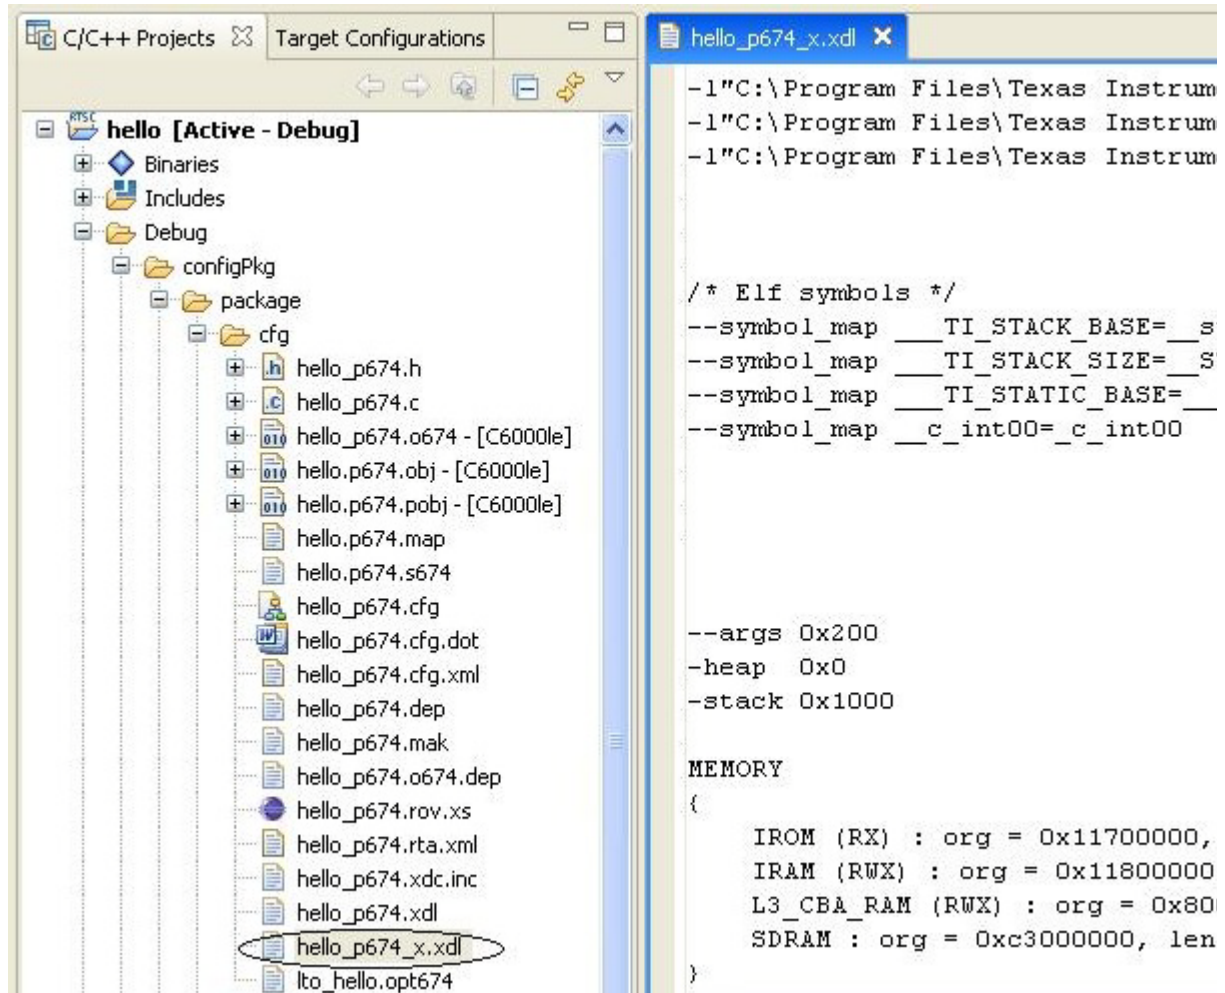 C/C++ Projects
Target Configurations
RTSC
hello [Active - Debug]
Binaries
Includes
Debug
configPkg
package
cfg
.h hello_p674.h
.c hello_p674.c
010 hello_p674.o674 - [C6000le]
010 hello.p674.obj - [C6000le]
010 hello.p674.pobj - [C6000le]
hello.p674.map
hello.p674.s674
hello_p674.cfg
W hello_p674.cfg.dot
hello_p674.cfg.xml
hello_p674.dep
hello_p674.mak
hello_p674.o674.dep
hello_p674.rov.xs
hello_p674.rta.xml
hello_p674.xdc.inc
hello_p674.xdl
hello_p674_x.xdl
lto_hello.opt674
hello_p674_x.xdl
-l"C:\Program Files\Texas Instrum
-l"C:\Program Files\Texas Instrum
-l"C:\Program Files\Texas Instrum
/* Elf symbols */
--symbol_map ___TI_STACK_BASE=__s
--symbol_map ___TI_STACK_SIZE=__S
--symbol_map ___TI_STATIC_BASE=__
--symbol_map __c_int00=_c_int00
--args 0x200
-heap  0x0
-stack 0x1000
MEMORY
{
IROM (RX) : org = 0x11700000,
IRAM (RWX) : org = 0x11800000
L3_CBA_RAM (RWX) : org = 0x800
SDRAM : org = 0xc3000000, len
}